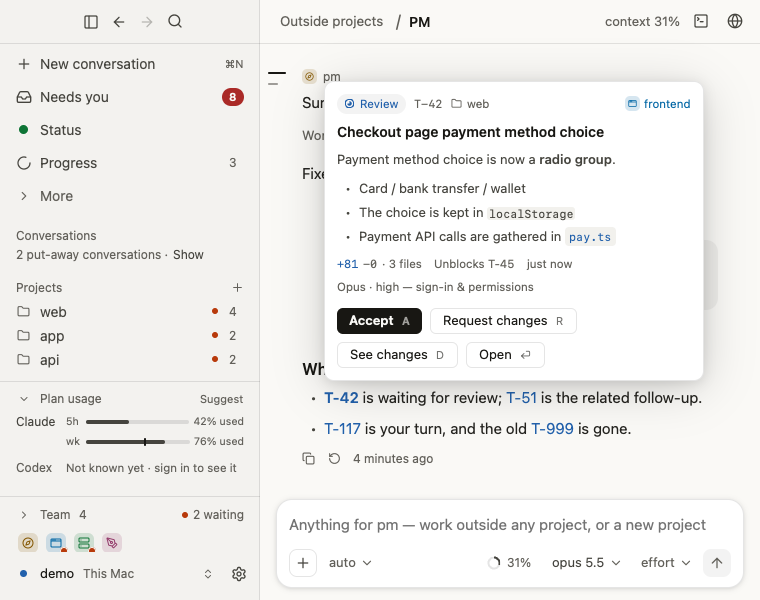 Outside projects / PM
context 31%
New conversation ⌘N
Needs you 8
Status
Progress 3
More
Conversations
2 put-away conversations · Show
Projects +
web 4
app 2
api 2
Plan usage Suggest
Claude 5h 42% used
wk 76% used
Codex Not known yet · sign in to see it
Team 4 2 waiting
demo This Mac
pm
Review T-42 web frontend
Checkout page payment method choice
Payment method choice is now a radio group.
• Card / bank transfer / wallet
• The choice is kept in localStorage
• Payment API calls are gathered in pay.ts
+81 −0 · 3 files Unblocks T-45 just now
Opus · high — sign-in & permissions
Accept A Request changes R
See changes D Open ⏎
• T-42 is waiting for review; T-51 is the related follow-up.
• T-117 is your turn, and the old T-999 is gone.
4 minutes ago
Anything for pm — work outside any project, or a new project
+ auto 31% opus 5.5 effort